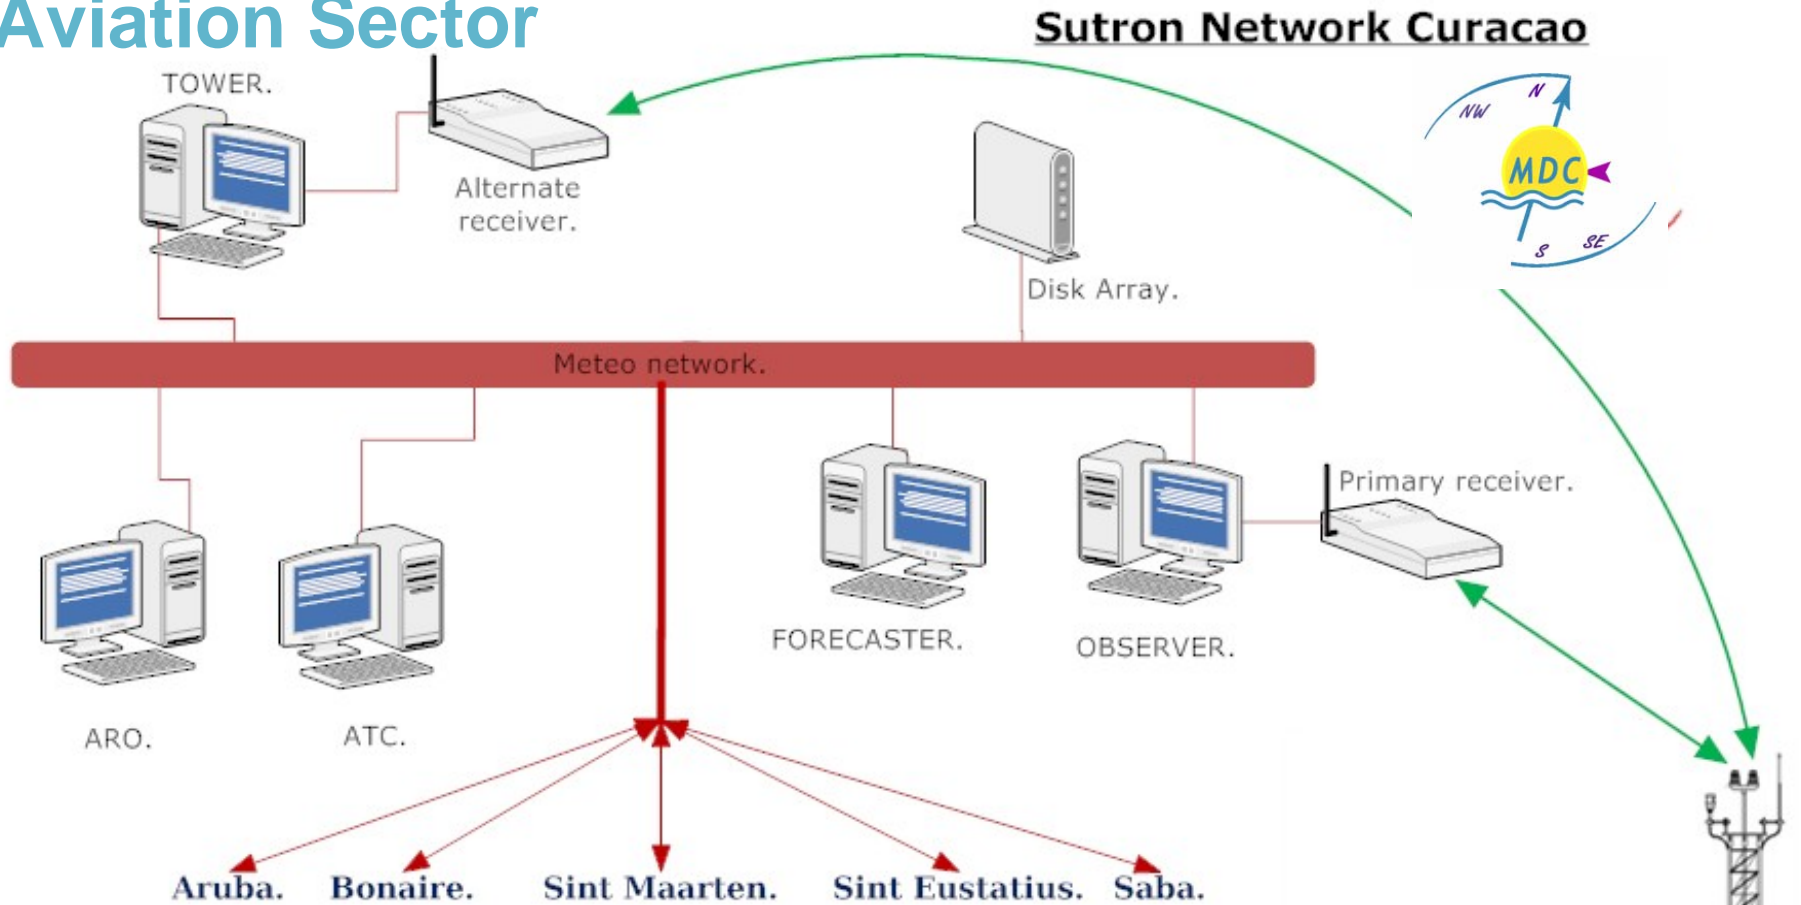 Aviation Sector
Sutron Network Curacao
TOWER.
Alternate
receiver.
N
NW
MDC
S
SE
Disk Array.
Meteo network.
Primary receiver.
FORECASTER.
OBSERVER.
ARO.
ATC.
Aruba.
Bonaire.
Sint Maarten.
Sint Eustatius.
Saba.